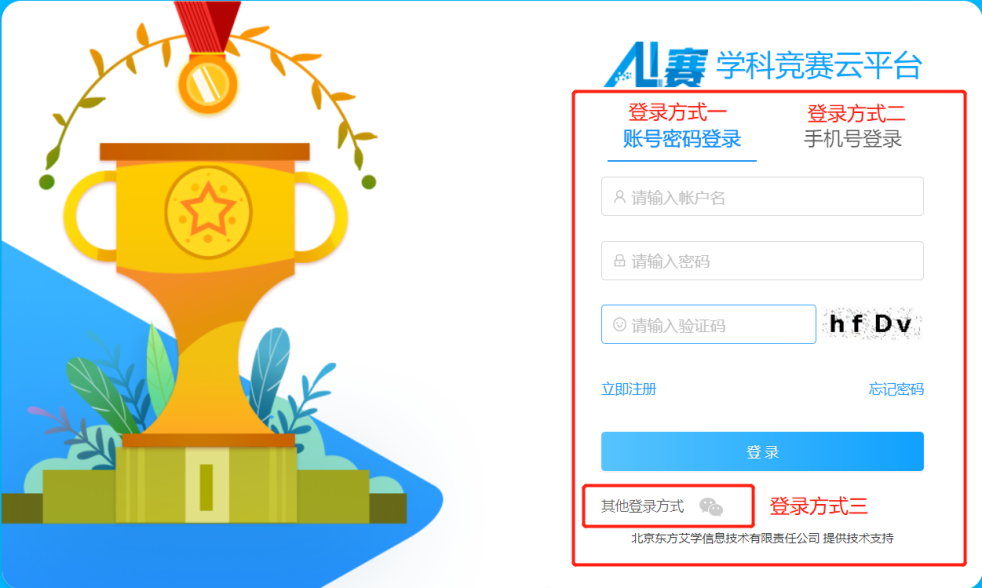 AI赛 学科竞赛云平台
登录方式一 登录方式二
账号密码登录 手机号登录
请输入帐户名
请输入密码
请输入验证码 hfDv
立即注册 忘记密码
登录
其他登录方式 登录方式三
北京东方艾学信息技术有限责任公司 提供技术支持